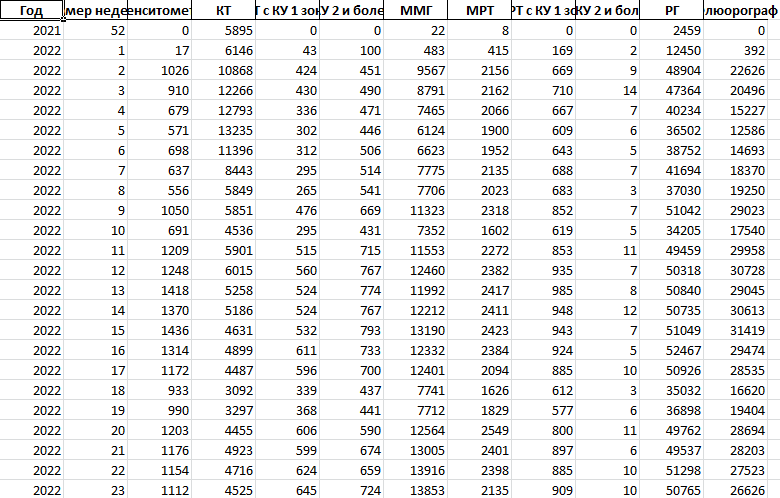 Год	мер неде	енситоме	КТ	Т с КУ 1 зо	КУ 2 и боле	ММГ	МРТ	РТ с КУ 1 зо	КУ 2 и бол	РГ	люорограф
2021	52	0	5895	0	0	22	8	0	0	2459	0
2022	1	17	6146	43	100	483	415	169	2	12450	392
2022	2	1026	10868	424	451	9567	2156	669	9	48904	22626
2022	3	910	12266	430	490	8791	2162	710	14	47364	20496
2022	4	679	12793	336	471	7465	2066	667	7	40234	15227
2022	5	571	13235	302	446	6124	1900	609	6	36502	12586
2022	6	698	11396	312	506	6623	1952	643	5	38752	14693
2022	7	637	8443	295	514	7775	2135	688	7	41694	18370
2022	8	556	5849	265	541	7706	2023	683	3	37030	19250
2022	9	1050	5851	476	669	11323	2318	852	7	51042	29023
2022	10	691	4536	295	431	7352	1602	619	5	34205	17540
2022	11	1209	5901	515	715	11553	2272	853	11	49459	29958
2022	12	1248	6015	560	767	12460	2382	935	7	50318	30728
2022	13	1418	5258	524	774	11992	2417	985	8	50840	29045
2022	14	1370	5186	524	767	12212	2411	948	12	50735	30613
2022	15	1436	4631	532	793	13190	2423	943	7	51049	31419
2022	16	1314	4899	611	733	12332	2384	924	5	52467	29474
2022	17	1172	4487	596	700	12401	2094	885	10	50926	28535
2022	18	933	3092	339	437	7741	1626	612	3	35032	16620
2022	19	990	3297	368	441	7712	1829	577	6	36898	19404
2022	20	1203	4455	606	590	12564	2549	800	11	49762	28694
2022	21	1176	4923	599	674	13005	2401	897	6	49537	28203
2022	22	1154	4716	624	659	13916	2398	885	10	51298	27523
2022	23	1112	4525	645	724	13853	2135	909	10	50765	26626